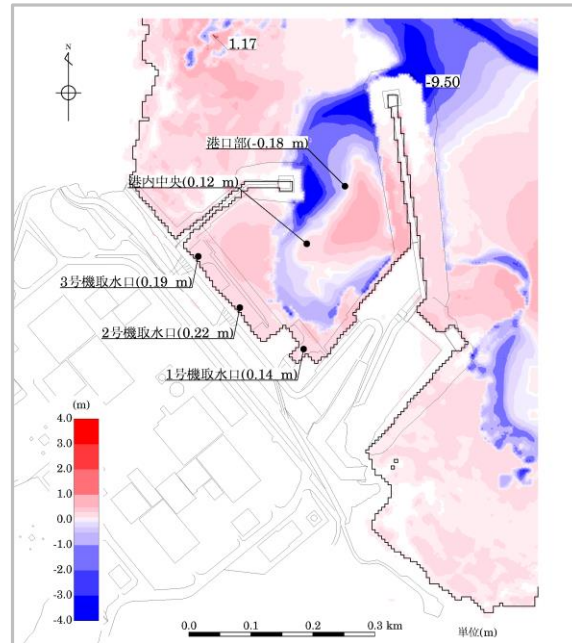 N
1.17
-9.50
港口部(-0.18 m)
港内中央(0.12 m)
3号機取水口(0.19 m)
2号機取水口(0.22 m)
1号機取水口(0.14 m)
(m)
4.0
3.0
2.0
1.0
0.0
-1.0
-2.0
-3.0
-4.0
0.0 0.1 0.2 0.3 km
単位(m)